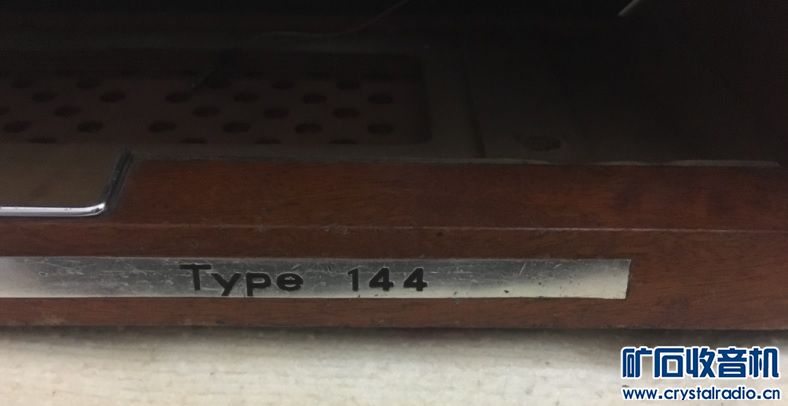 Type 144
矿石收音机
www.crystalradio.cn